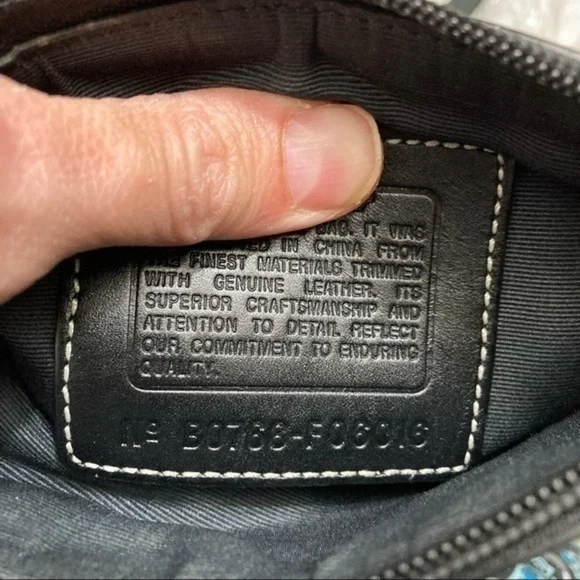 BAG. IT WAS
IN CHINA FROM
FINEST MATERIALS TRIMMED
WITH GENUINE LEATHER. ITS
SUPERIOR CRAFTSMANSHIP AND
ATTENTION TO DETAIL REFLECT
OUR COMMITMENT TO ENDURING
QUALITY.
Nº B0766-F06016